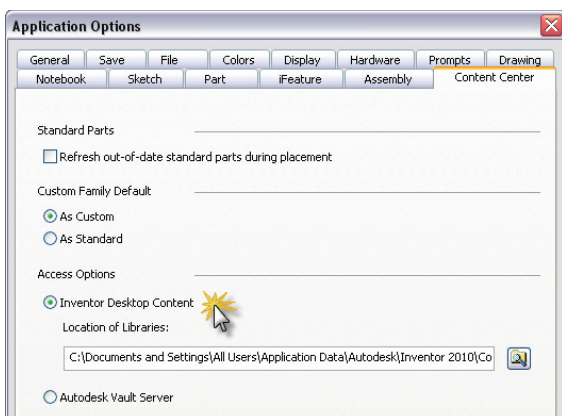 Application Options
General Save File Colors Display Hardware Prompts Drawing
Notebook Sketch Part iFeature Assembly Content Center
Standard Parts
Refresh out-of-date standard parts during placement
Custom Family Default
As Custom
As Standard
Access Options
Inventor Desktop Content
Location of Libraries:
C:\Documents and Settings\All Users\Application Data\Autodesk\Inventor 2010\Co
Autodesk Vault Server